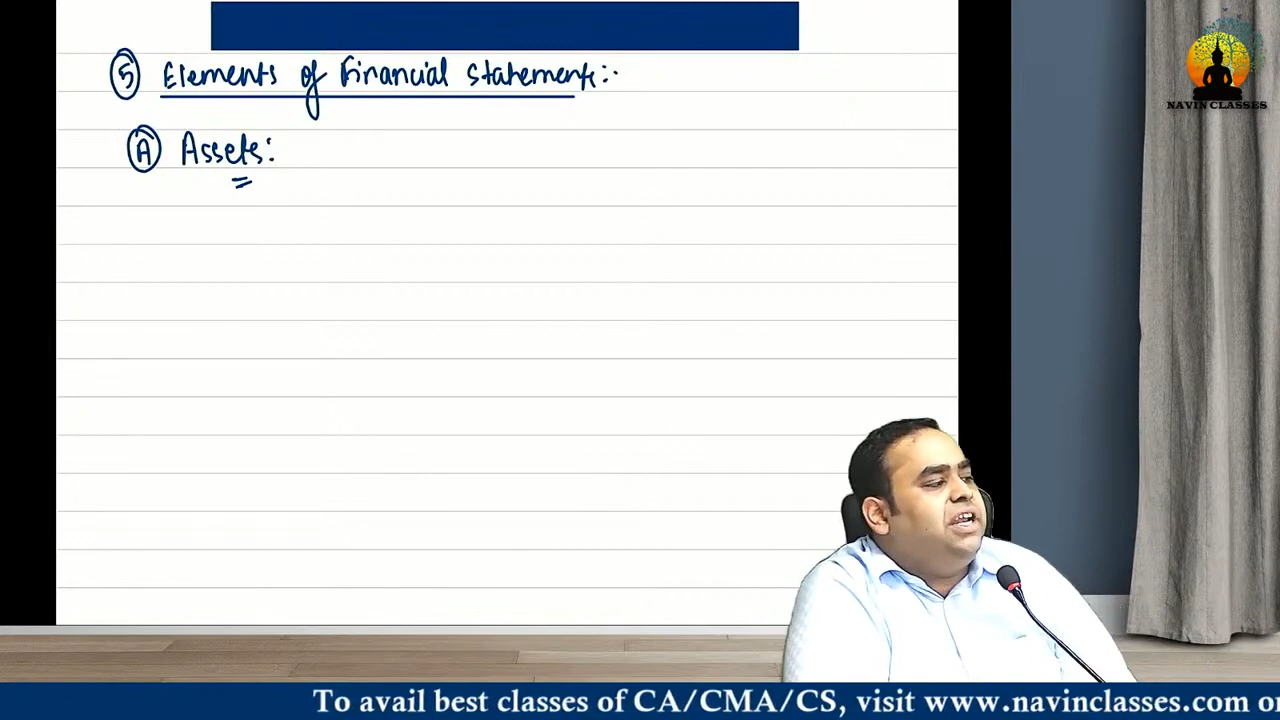 NAVIN CLASSES
5 Elements of Financial Statements:-
A Assets:
To avail best classes of CA/CMA/CS, visit www.navinclasses.com or